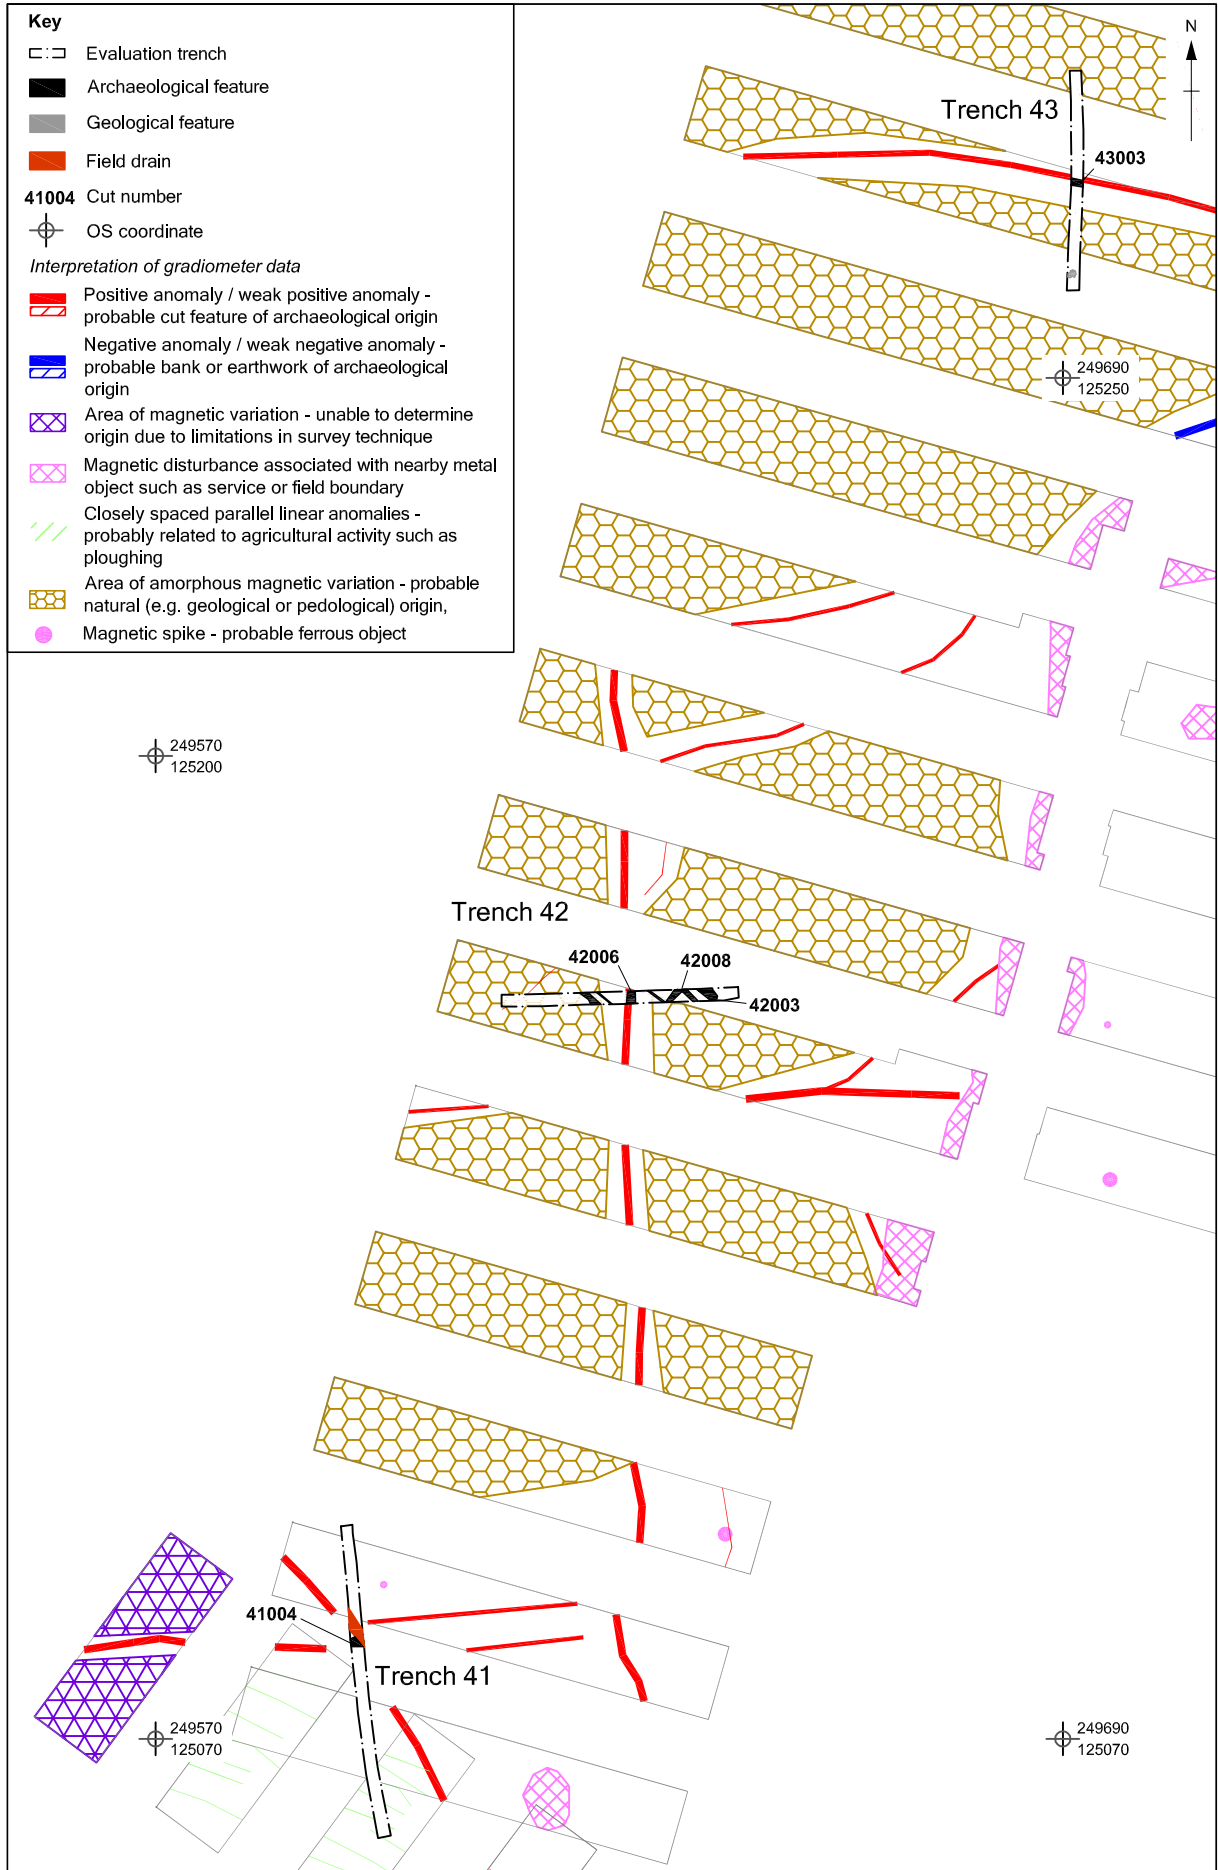 Key
Evaluation trench
Archaeological feature
Geological feature
Field drain
41004 Cut number
OS coordinate
Interpretation of gradiometer data
Positive anomaly / weak positive anomaly -
probable cut feature of archaeological origin
Negative anomaly / weak negative anomaly -
probable bank or earthwork of archaeological
origin
Area of magnetic variation - unable to determine
origin due to limitations in survey technique
Magnetic disturbance associated with nearby metal
object such as service or field boundary
Closely spaced parallel linear anomalies -
probably related to agricultural activity such as
ploughing
Area of amorphous magnetic variation - probable
natural (e.g. geological or pedological) origin,
Magnetic spike - probable ferrous object
N
Trench 43
43003
249690
125250
249570
125200
Trench 42
42006
42008
42003
41004
Trench 41
249570
125070
249690
125070